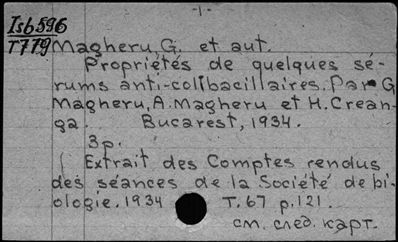 -1-
Isb596
T779
Magheru, G. et aut.
Propriétés de quelques sé-
rums anti-colibacillaires. Par G
Magheru, A. Magheru et H. Crean-
ga. Bucarest, 1934.
3p.
Extrait des Comptes rendus
des séances de la Société de bi-
ologie. 1934 T. 67 p. 121.
см. след. карт.